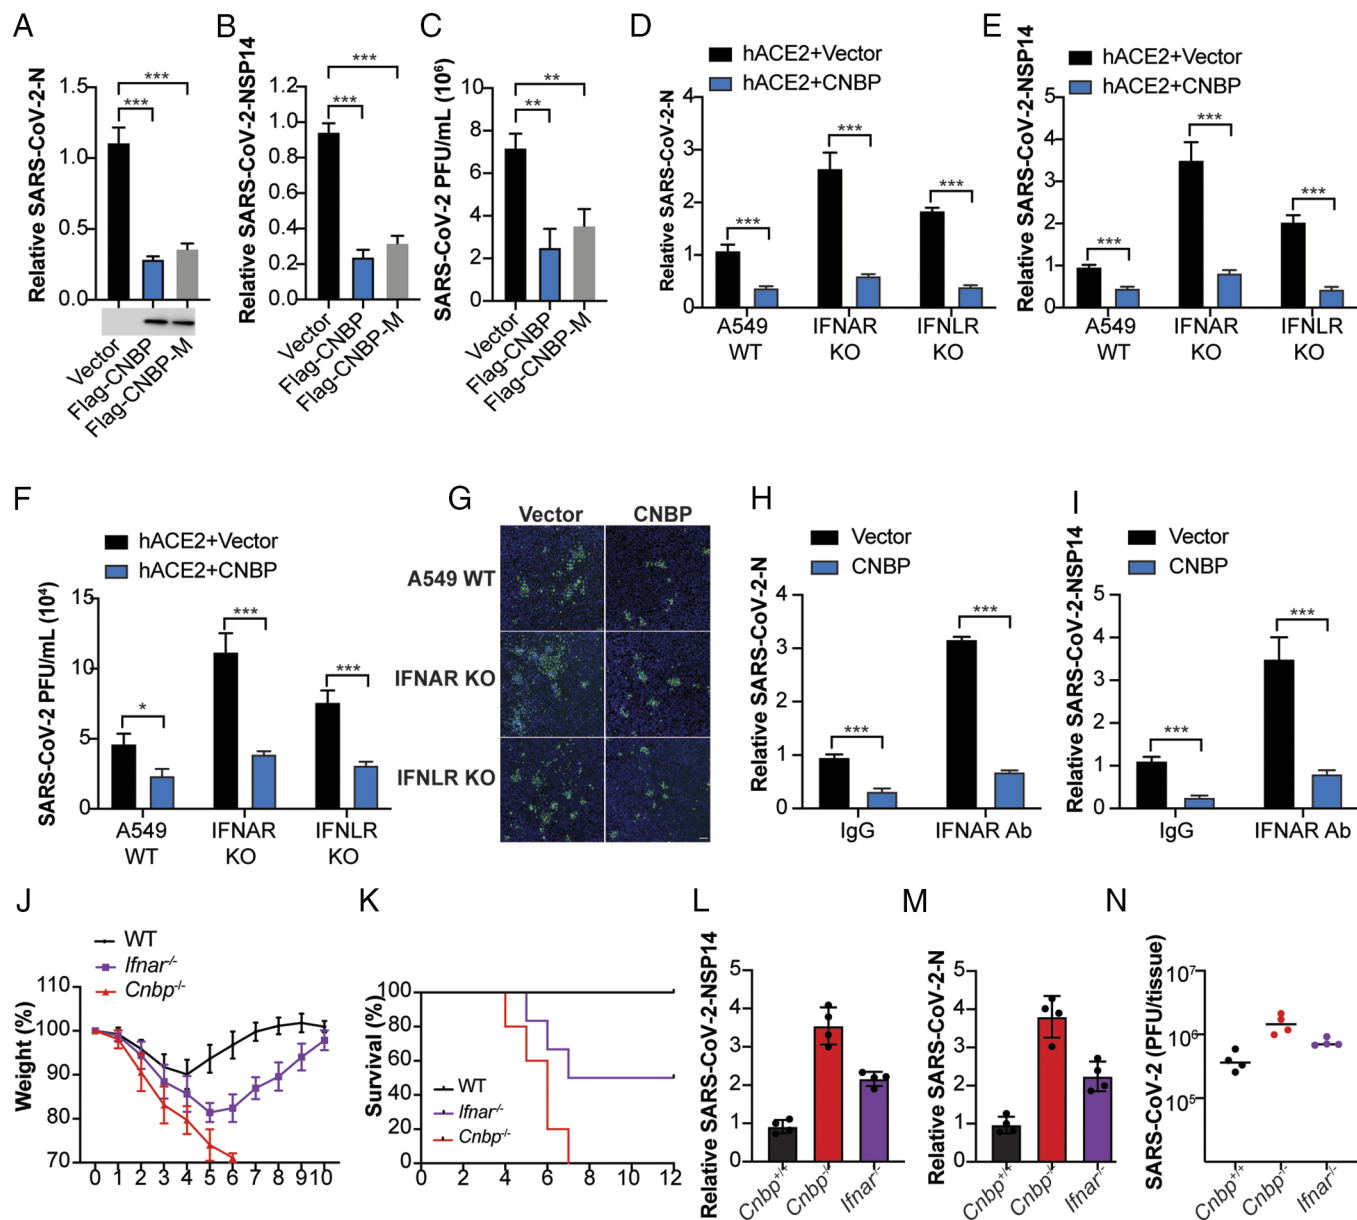 A
Relative SARS-CoV-2-N
1.5
1.0
0.5
0.0
***
***
Vector
Flag-CNBP
Flag-CNBP-M
B
Relative SARS-CoV-2-NSP14
1.2
1.0
0.8
0.6
0.4
0.2
0.0
***
***
Vector
Flag-CNBP
Flag-CNBP-M
C
SARS-CoV-2 PFU/mL (10⁶)
10
8
6
4
2
0
**
**
Vector
Flag-CNBP
Flag-CNBP-M
D
hACE2+Vector
hACE2+CNBP
Relative SARS-CoV-2-N
4
3
2
1
0
***
***
***
A549 WT
IFNAR KO
IFNLR KO
E
hACE2+Vector
hACE2+CNBP
Relative SARS-CoV-2-NSP14
5
4
3
2
1
0
***
***
***
A549 WT
IFNAR KO
IFNLR KO
F
hACE2+Vector
hACE2+CNBP
SARS-CoV-2 PFU/mL (10⁴)
15
10
5
0
*
***
***
A549 WT
IFNAR KO
IFNLR KO
G
Vector CNBP
A549 WT
IFNAR KO
IFNLR KO
H
Vector
CNBP
Relative SARS-CoV-2-N
4
3
2
1
0
***
***
IgG IFNAR Ab
I
Vector
CNBP
Relative SARS-CoV-2-NSP14
5
4
3
2
1
0
***
***
IgG IFNAR Ab
J
WT
Ifnar⁻/⁻
Cnbp⁻/⁻
Weight (%)
110
100
90
80
70
0 1 2 3 4 5 6 7 8 9 10
K
Survival (%)
100
80
60
40
20
0
WT
Ifnar⁻/⁻
Cnbp⁻/⁻
0 2 4 6 8 10 12
L
Relative SARS-CoV-2-NSP14
5
4
3
2
1
0
Cnbp⁺/⁺
Cnbp⁻/⁻
Ifnar⁻/⁻
M
Relative SARS-CoV-2-N
5
4
3
2
1
0
Cnbp⁺/⁺
Cnbp⁻/⁻
Ifnar⁻/⁻
N
SARS-CoV-2 (PFU/tissue)
10⁷
10⁶
10⁵
Cnbp⁺/⁺
Cnbp⁻/⁻
Ifnar⁻/⁻